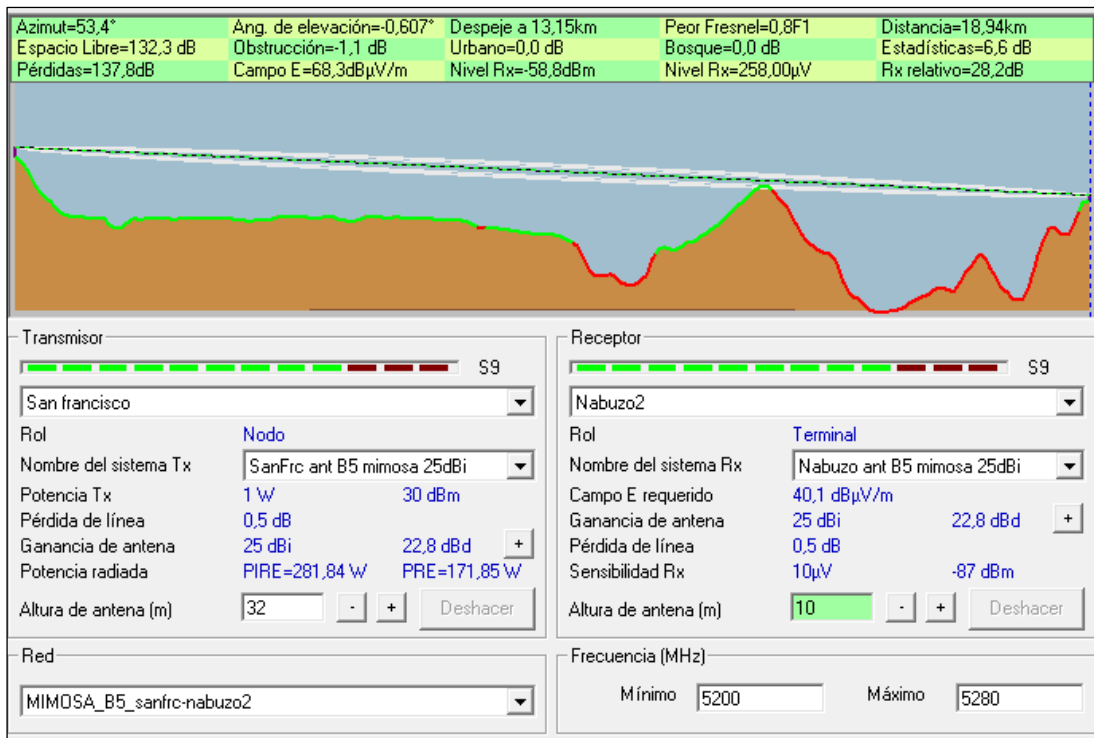 Azimut=53,4° Ang. de elevación=-0,607° Despeje a 13,15km Peor Fresnel=0,8F1 Distancia=18,94km
Espacio Libre=132,3 dB Obstrucción=-1,1 dB Urbano=0,0 dB Bosque=0,0 dB Estadísticas=6,6 dB
Pérdidas=137,8dB Campo E=68,3dBµV/m Nivel Rx=-58,8dBm Nivel Rx=258,00µV Rx relativo=28,2dB
Transmisor
S9
San francisco
Rol Nodo
Nombre del sistema Tx SanFrc ant B5 mimosa 25dBi
Potencia Tx 1 W 30 dBm
Pérdida de línea 0,5 dB
Ganancia de antena 25 dBi 22,8 dBd +
Potencia radiada PIRE=281,84 W PRE=171,85 W
Altura de antena (m) 32 - + Deshacer
Receptor
S9
Nabuzo2
Rol Terminal
Nombre del sistema Rx Nabuzo ant B5 mimosa 25dBi
Campo E requerido 40,1 dBµV/m
Ganancia de antena 25 dBi 22,8 dBd +
Pérdida de línea 0,5 dB
Sensibilidad Rx 10µV -87 dBm
Altura de antena (m) 10 - + Deshacer
Red
MIMOSA_B5_sanfrc-nabuzo2
Frecuencia (MHz)
Mínimo 5200 Máximo 5280